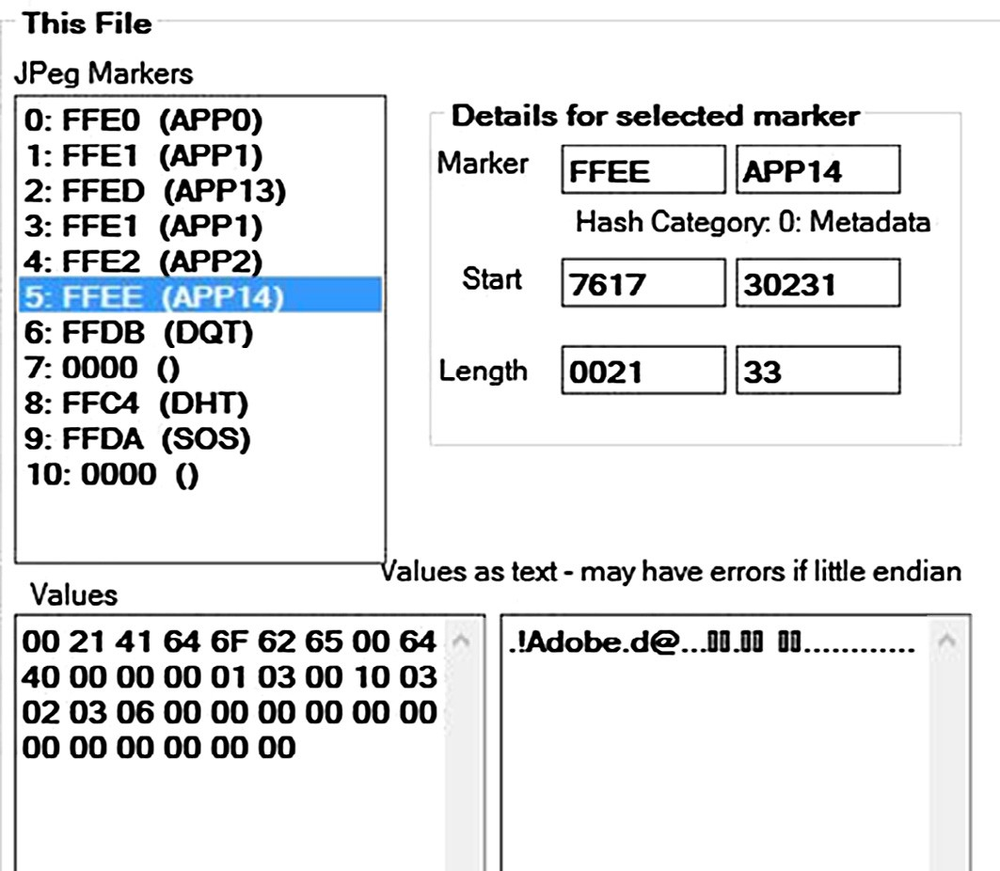 This File
JPeg Markers
0: FFE0 (APP0)
1: FFE1 (APP1)
2: FFED (APP13)
3: FFE1 (APP1)
4: FFE2 (APP2)
5: FFEE (APP14)
6: FFDB (DQT)
7: 0000 ()
8: FFC4 (DHT)
9: FFDA (SOS)
10: 0000 ()
Details for selected marker
Marker FFEE APP14
Hash Category: 0: Metadata
Start 7617 30231
Length 0021 33
Values
00 21 41 64 6F 62 65 00 64
40 00 00 00 01 03 00 10 03
02 03 06 00 00 00 00 00 00
00 00 00 00 00 00
Values as text - may have errors if little endian
.!Adobe.d@...▯▯.▯▯ ▯▯............